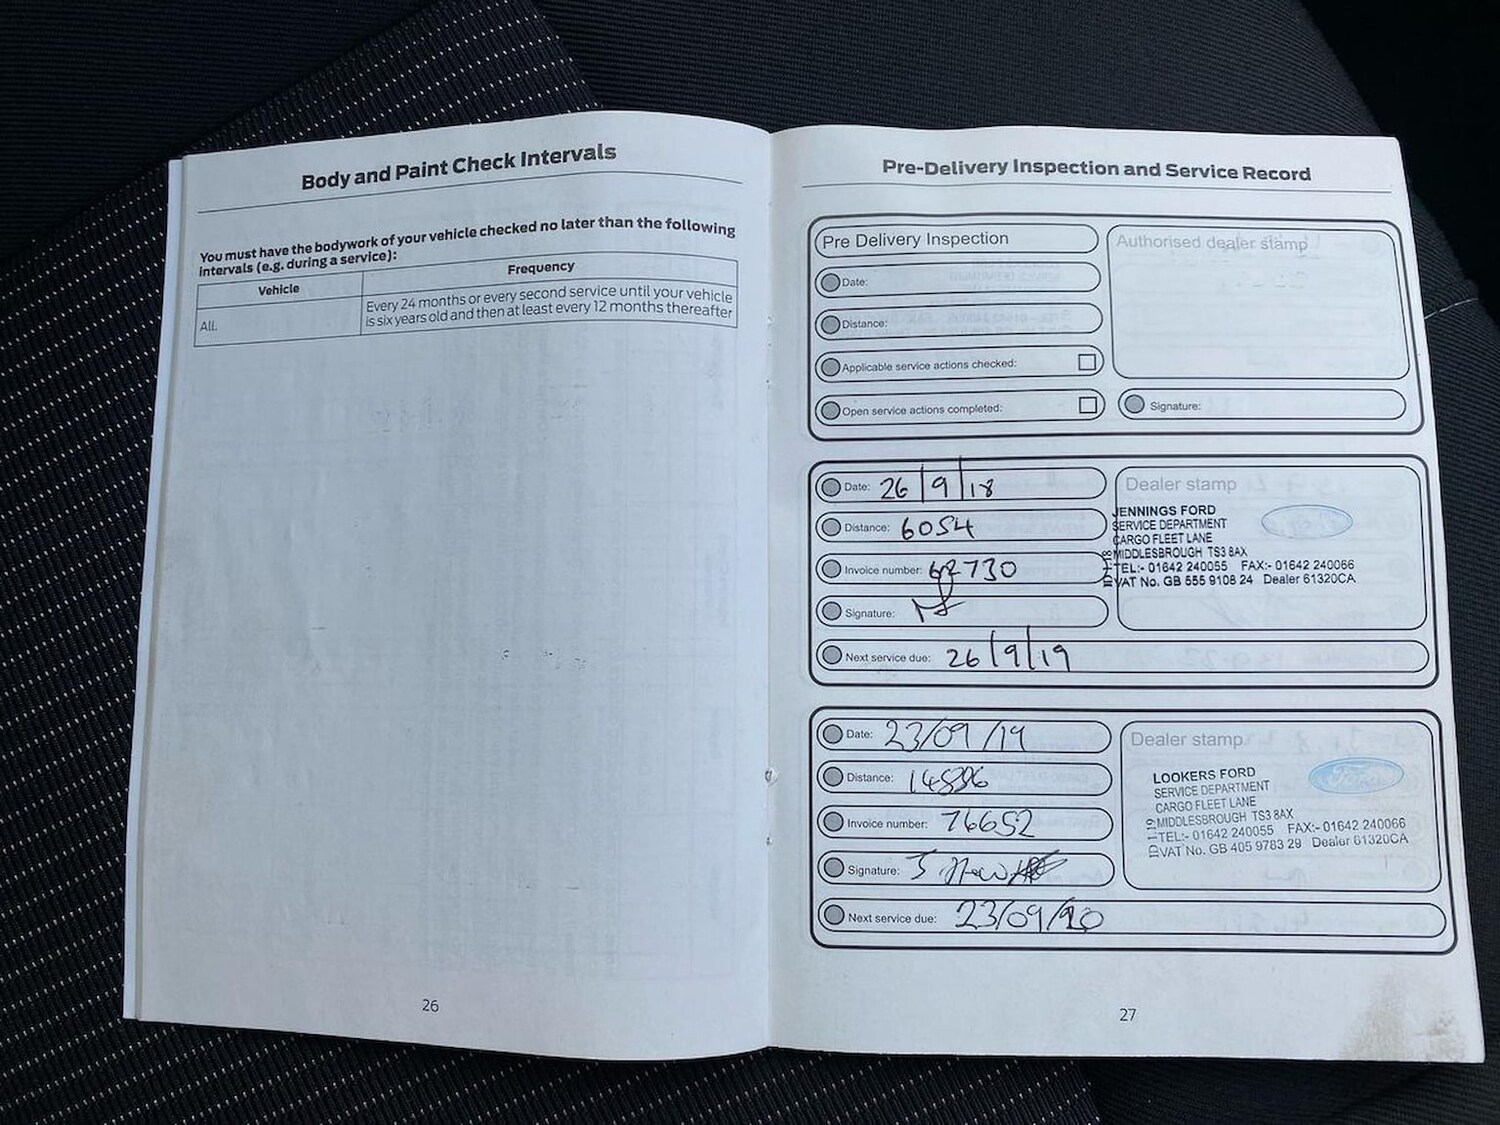 Body and Paint Check Intervals
You must have the bodywork of your vehicle checked no later than the following
intervals (e.g. during a service):
Vehicle
Frequency
All.
Every 24 months or every second service until your vehicle
is six years old and then at least every 12 months thereafter
26
Pre-Delivery Inspection and Service Record
Pre Delivery Inspection
Authorised dealer stamp
Date:
Distance:
Applicable service actions checked:
Open service actions completed:
Signature:
Date: 26/9/18
Distance: 6054
Invoice number: 62730
Signature:
Next service due: 26/9/19
Dealer stamp
JENNINGS FORD
SERVICE DEPARTMENT
CARGO FLEET LANE
MIDDLESBROUGH TS3 8AX
TEL:- 01642 240055 FAX:- 01642 240066
VAT No. GB 555 9108 24 Dealer 61320CA
Date: 23/09/19
Distance:
Invoice number: 76652
Signature:
Next service due: 23/09/20
Dealer stamp
Ford
LOOKERS FORD
SERVICE DEPARTMENT
CARGO FLEET LANE
MIDDLESBROUGH TS3 8AX
TEL:- 01642 240055 FAX:- 01642 240066
VAT No. GB 405 9783 29 Dealer 61320CA
27